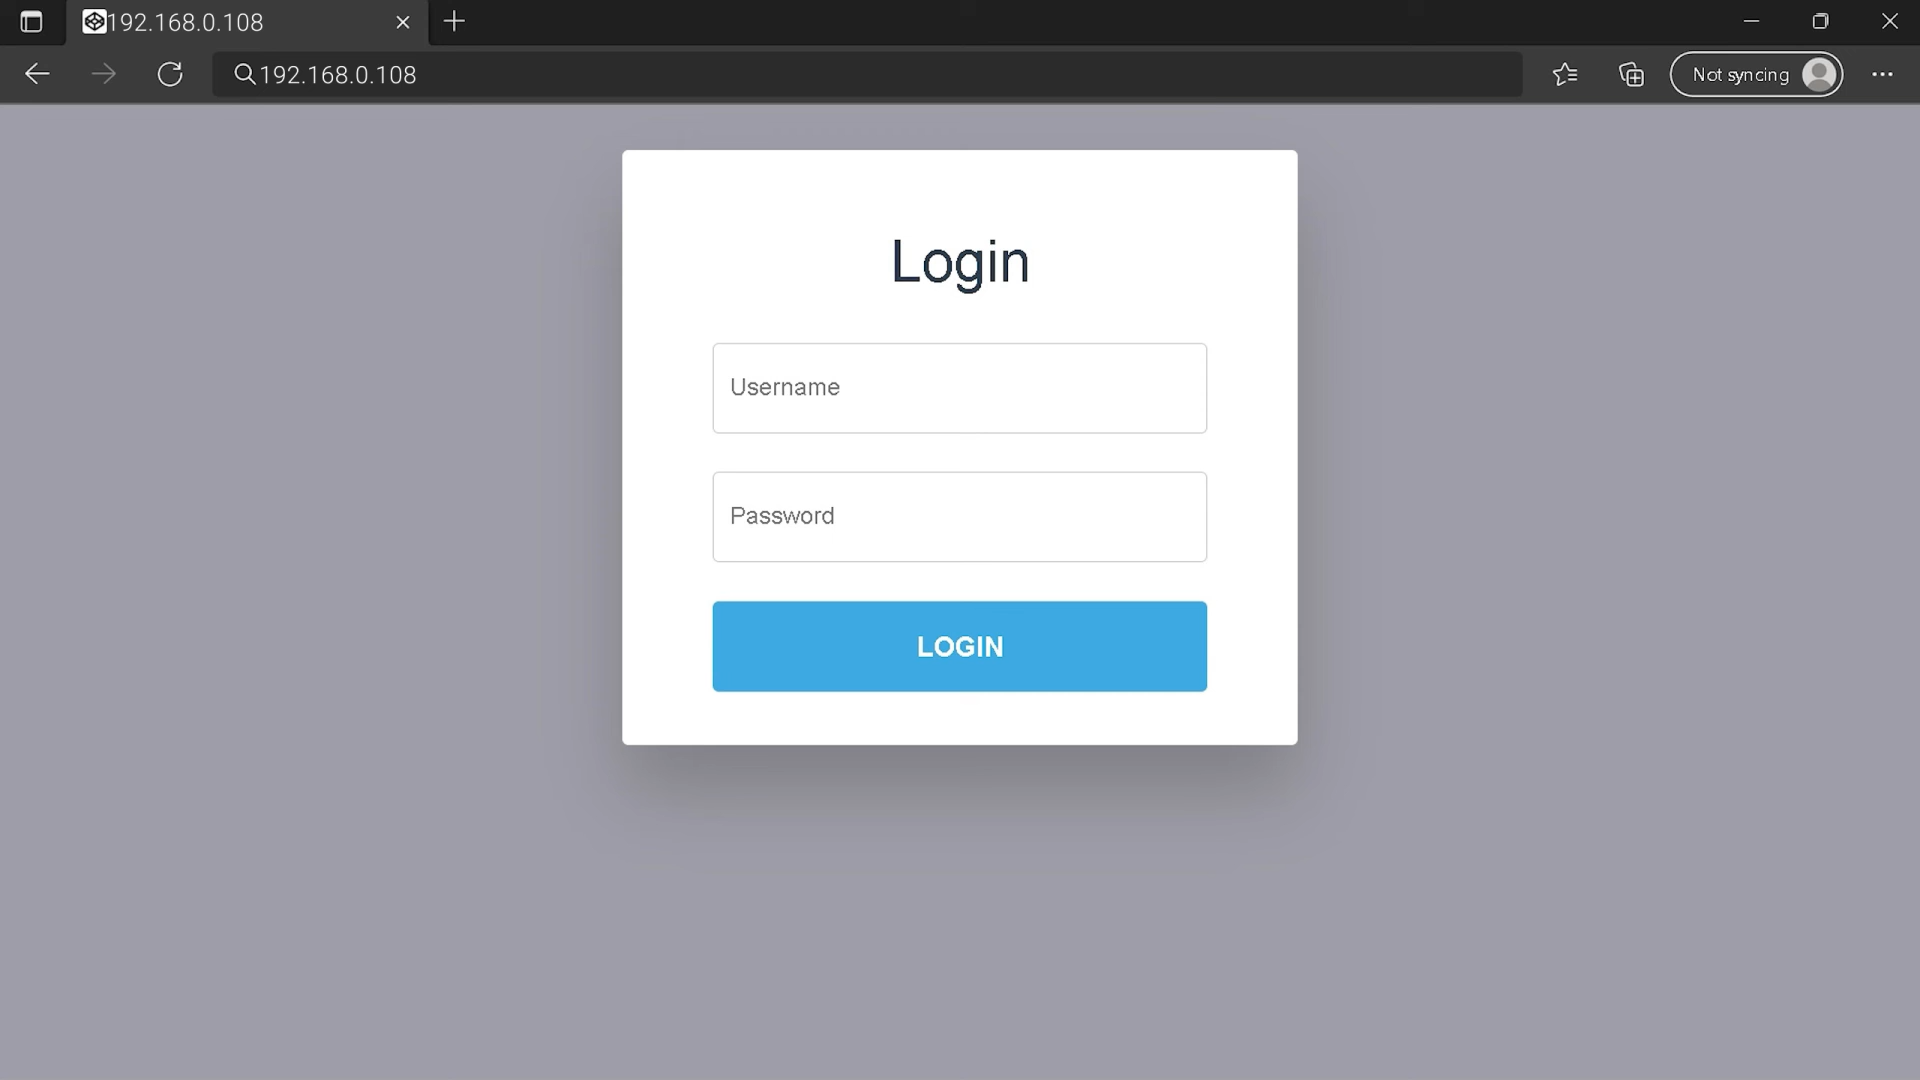 192.168.0.108
192.168.0.108
Not syncing
Login
Username
Password
LOGIN